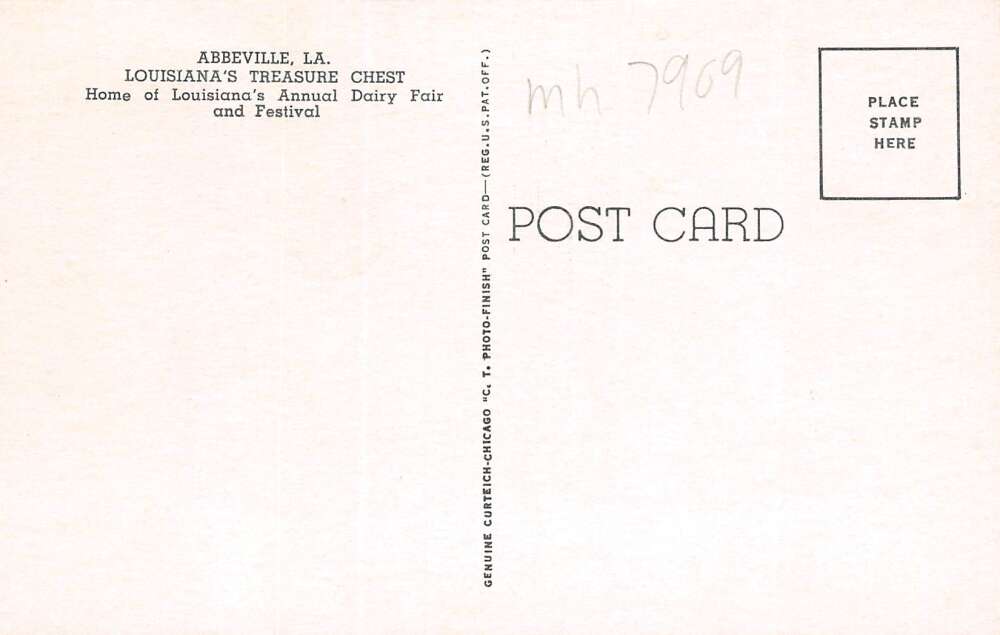 ABBEVILLE, LA.
LOUISIANA'S TREASURE CHEST
Home of Louisiana's Annual Dairy Fair
and Festival
GENUINE CURTEICH-CHICAGO "C. T. PHOTO-FINISH" POST CARD—(REG. U.S. PAT. OFF.)
mh 7969
POST CARD
PLACE
STAMP
HERE